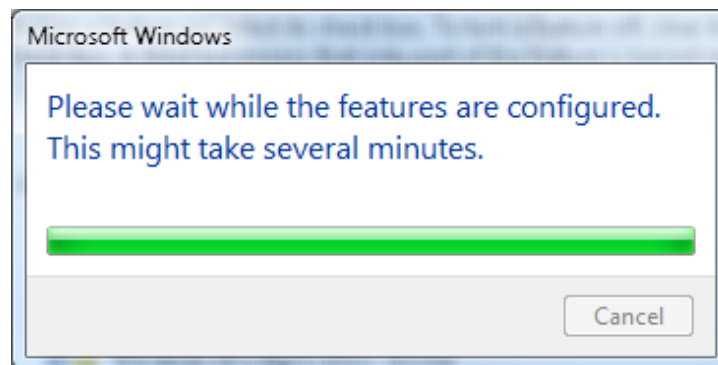 Microsoft Windows
Please wait while the features are configured.
This might take several minutes.
Cancel